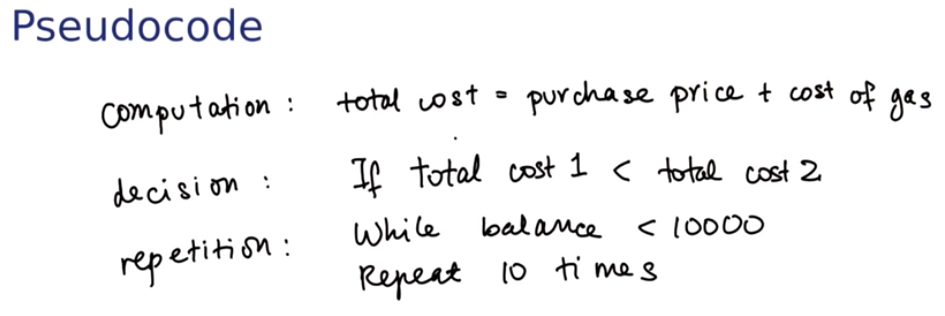 Pseudocode
computation : total cost = purchase price + cost of gas
decision : If total cost 1 < total cost 2
repetition : While balance < 10000
Repeat 10 times